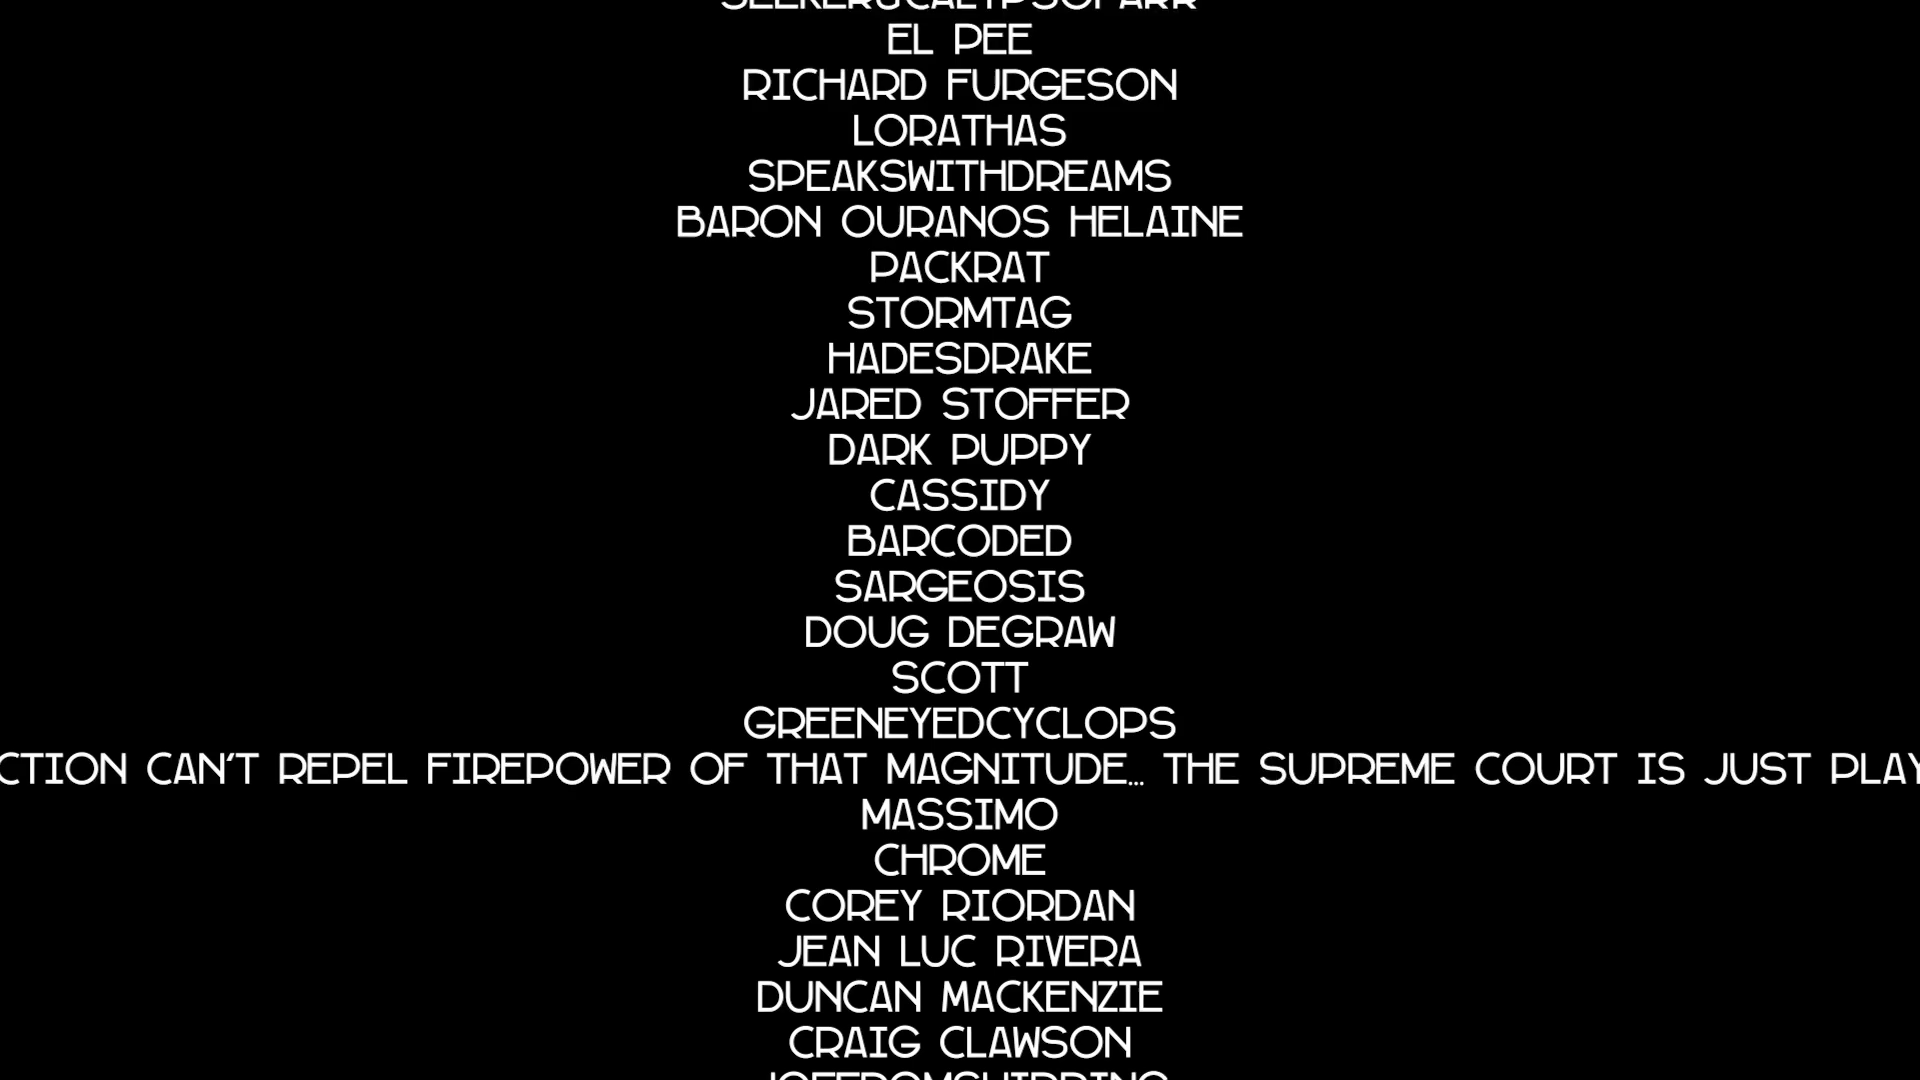 EL PEE
RICHARD FURGESON
LORATHAS
SPEAKSWITHDREAMS
BARON OURANOS HELAINE
PACKRAT
STORMTAG
HADESDRAKE
JARED STOFFER
DARK PUPPY
CASSIDY
BARCODED
SARGEOSIS
DOUG DEGRAW
SCOTT
GREENEYEDCYCLOPS
CTION CAN'T REPEL FIREPOWER OF THAT MAGNITUDE... THE SUPREME COURT IS JUST PLAY
MASSIMO
CHROME
COREY RIORDAN
JEAN LUC RIVERA
DUNCAN MACKENZIE
CRAIG CLAWSON